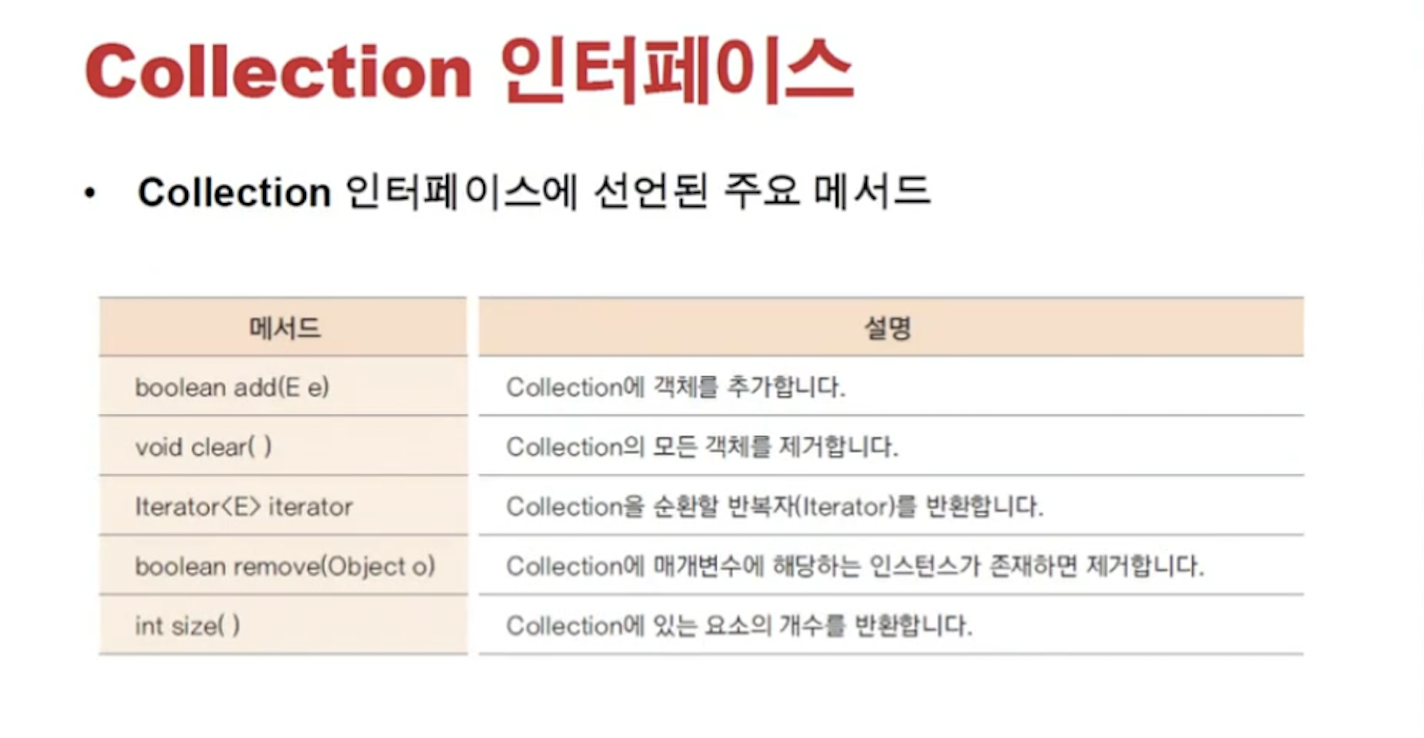 Collection 인터페이스
• Collection 인터페이스에 선언된 주요 메서드
메서드 설명
boolean add(E e) Collection에 객체를 추가합니다.
void clear( ) Collection의 모든 객체를 제거합니다.
Iterator<E> iterator Collection을 순환할 반복자(Iterator)를 반환합니다.
boolean remove(Object o) Collection에 매개변수에 해당하는 인스턴스가 존재하면 제거합니다.
int size( ) Collection에 있는 요소의 개수를 반환합니다.